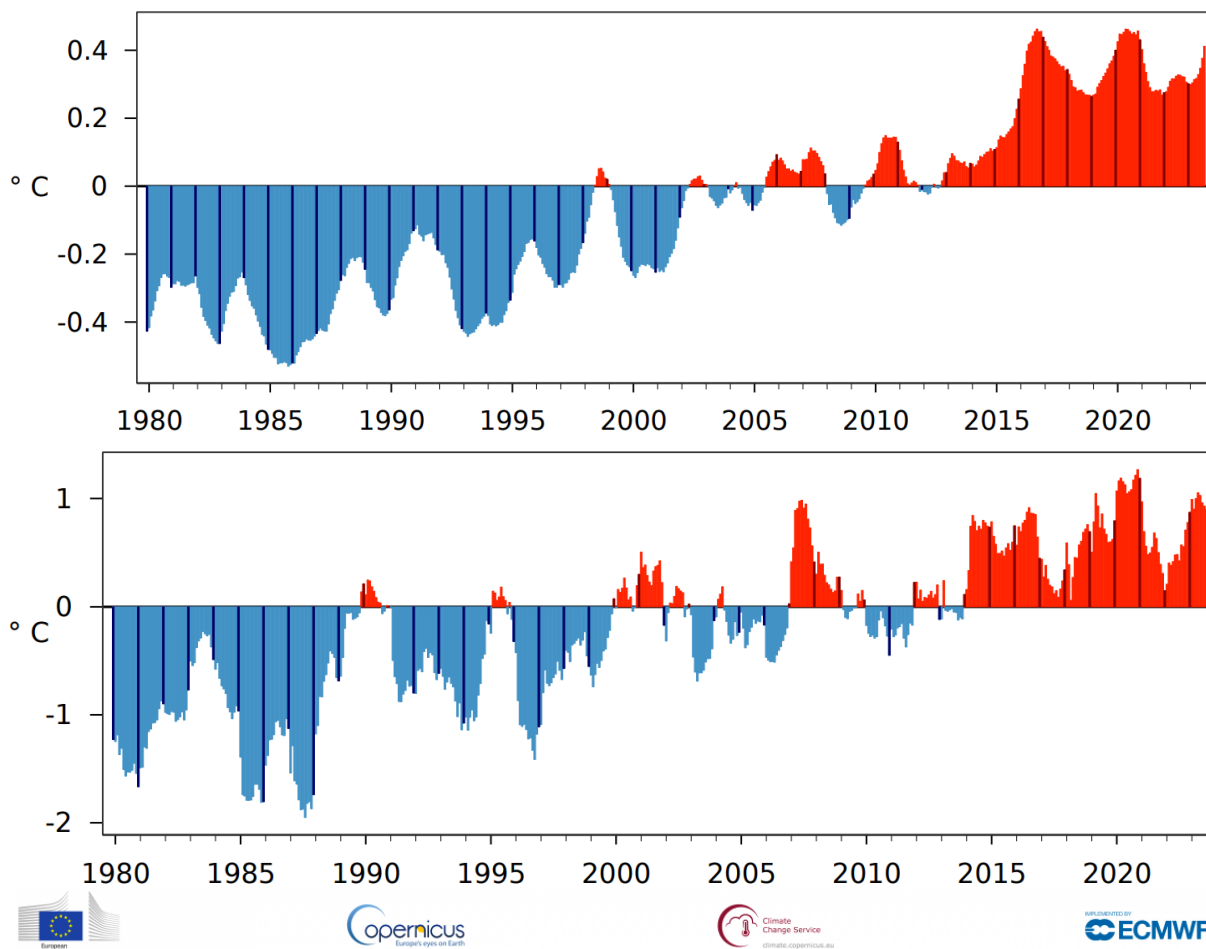 0.4
0.2
° C
0
-0.2
-0.4
1980 1985 1990 1995 2000 2005 2010 2015 2020
1
0
° C
-1
-2
1980 1985 1990 1995 2000 2005 2010 2015 2020
European
opernicus
Europe's eyes on Earth
Climate
Change Service
climate.copernicus.eu
IMPLEMENTED BY
ECMWF